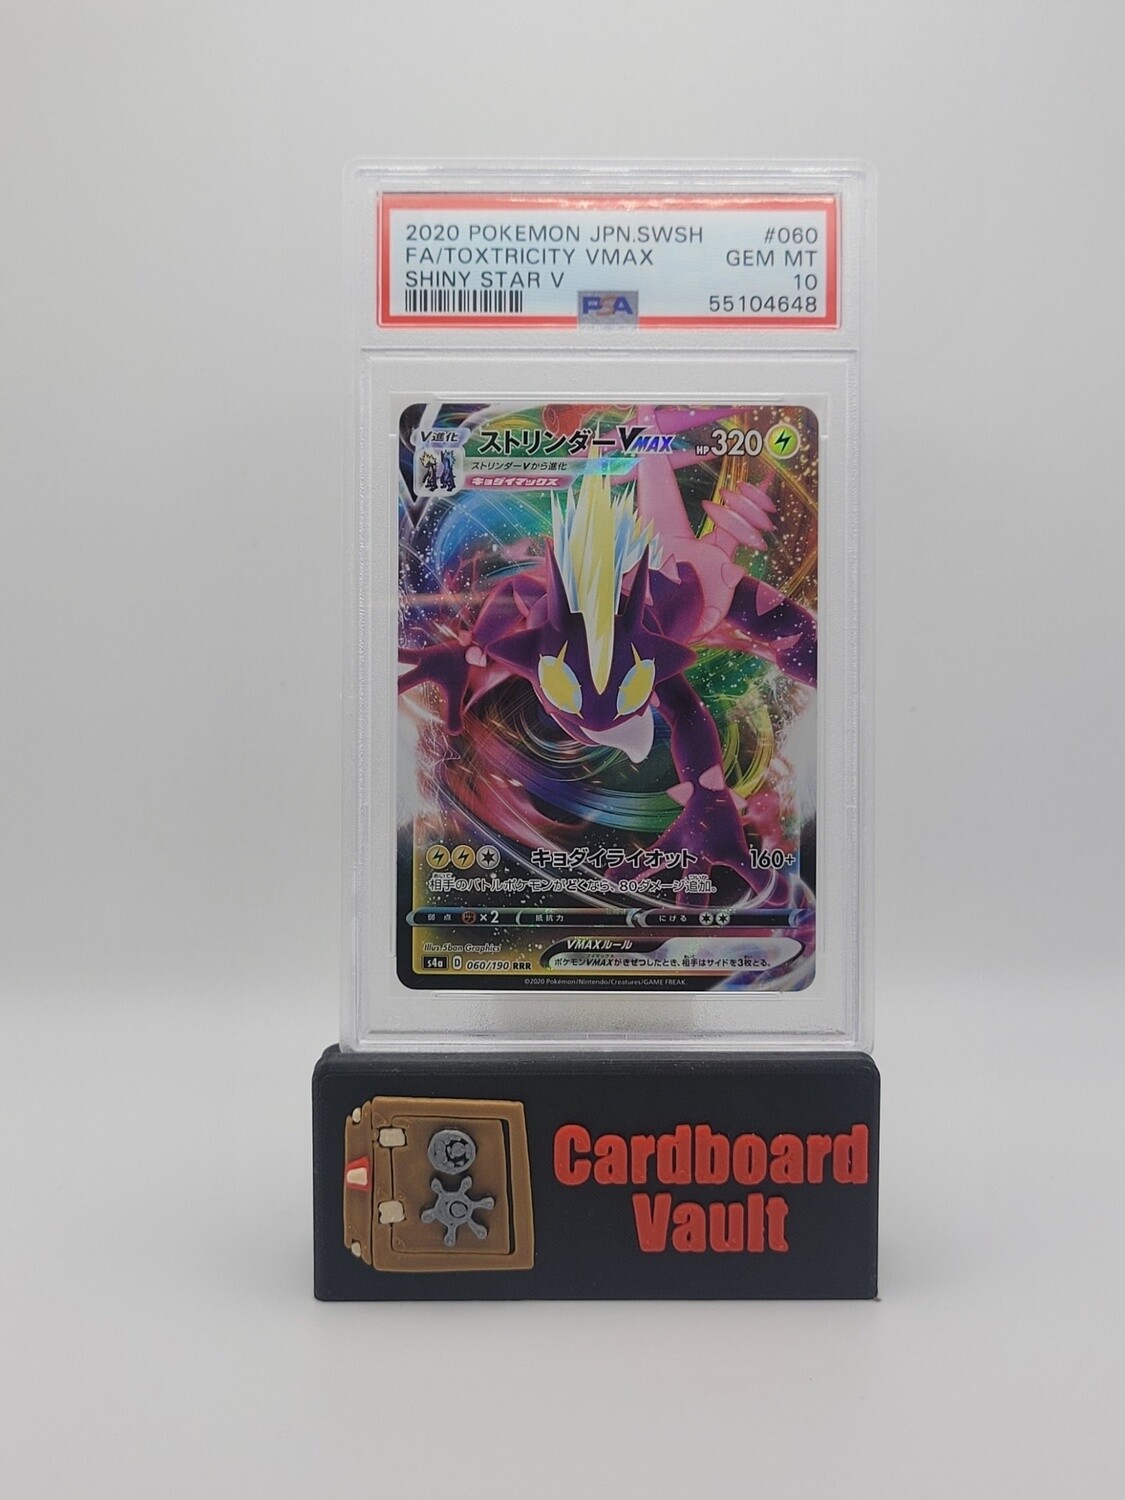 2020 POKEMON JPN.SWSH #060
FA/TOXTRICITY VMAX GEM MT
SHINY STAR V 10
PSA 55104648
V進化 ストリンダーVMAX HP320
ストリンダーVから進化
キョダイマックス
キョダイライオット 160+
相手のバトルポケモンがどくなら、80ダメージ追加。
弱点 ×2 抵抗力 にげる
Illus. 5ban Graphics
VMAXルール
ポケモンVMAXがきぜつしたとき、相手はサイドを3枚とる。
s4a D 060/190 RRR
©2020 Pokémon/Nintendo/Creatures/GAME FREAK.
Cardboard
Vault